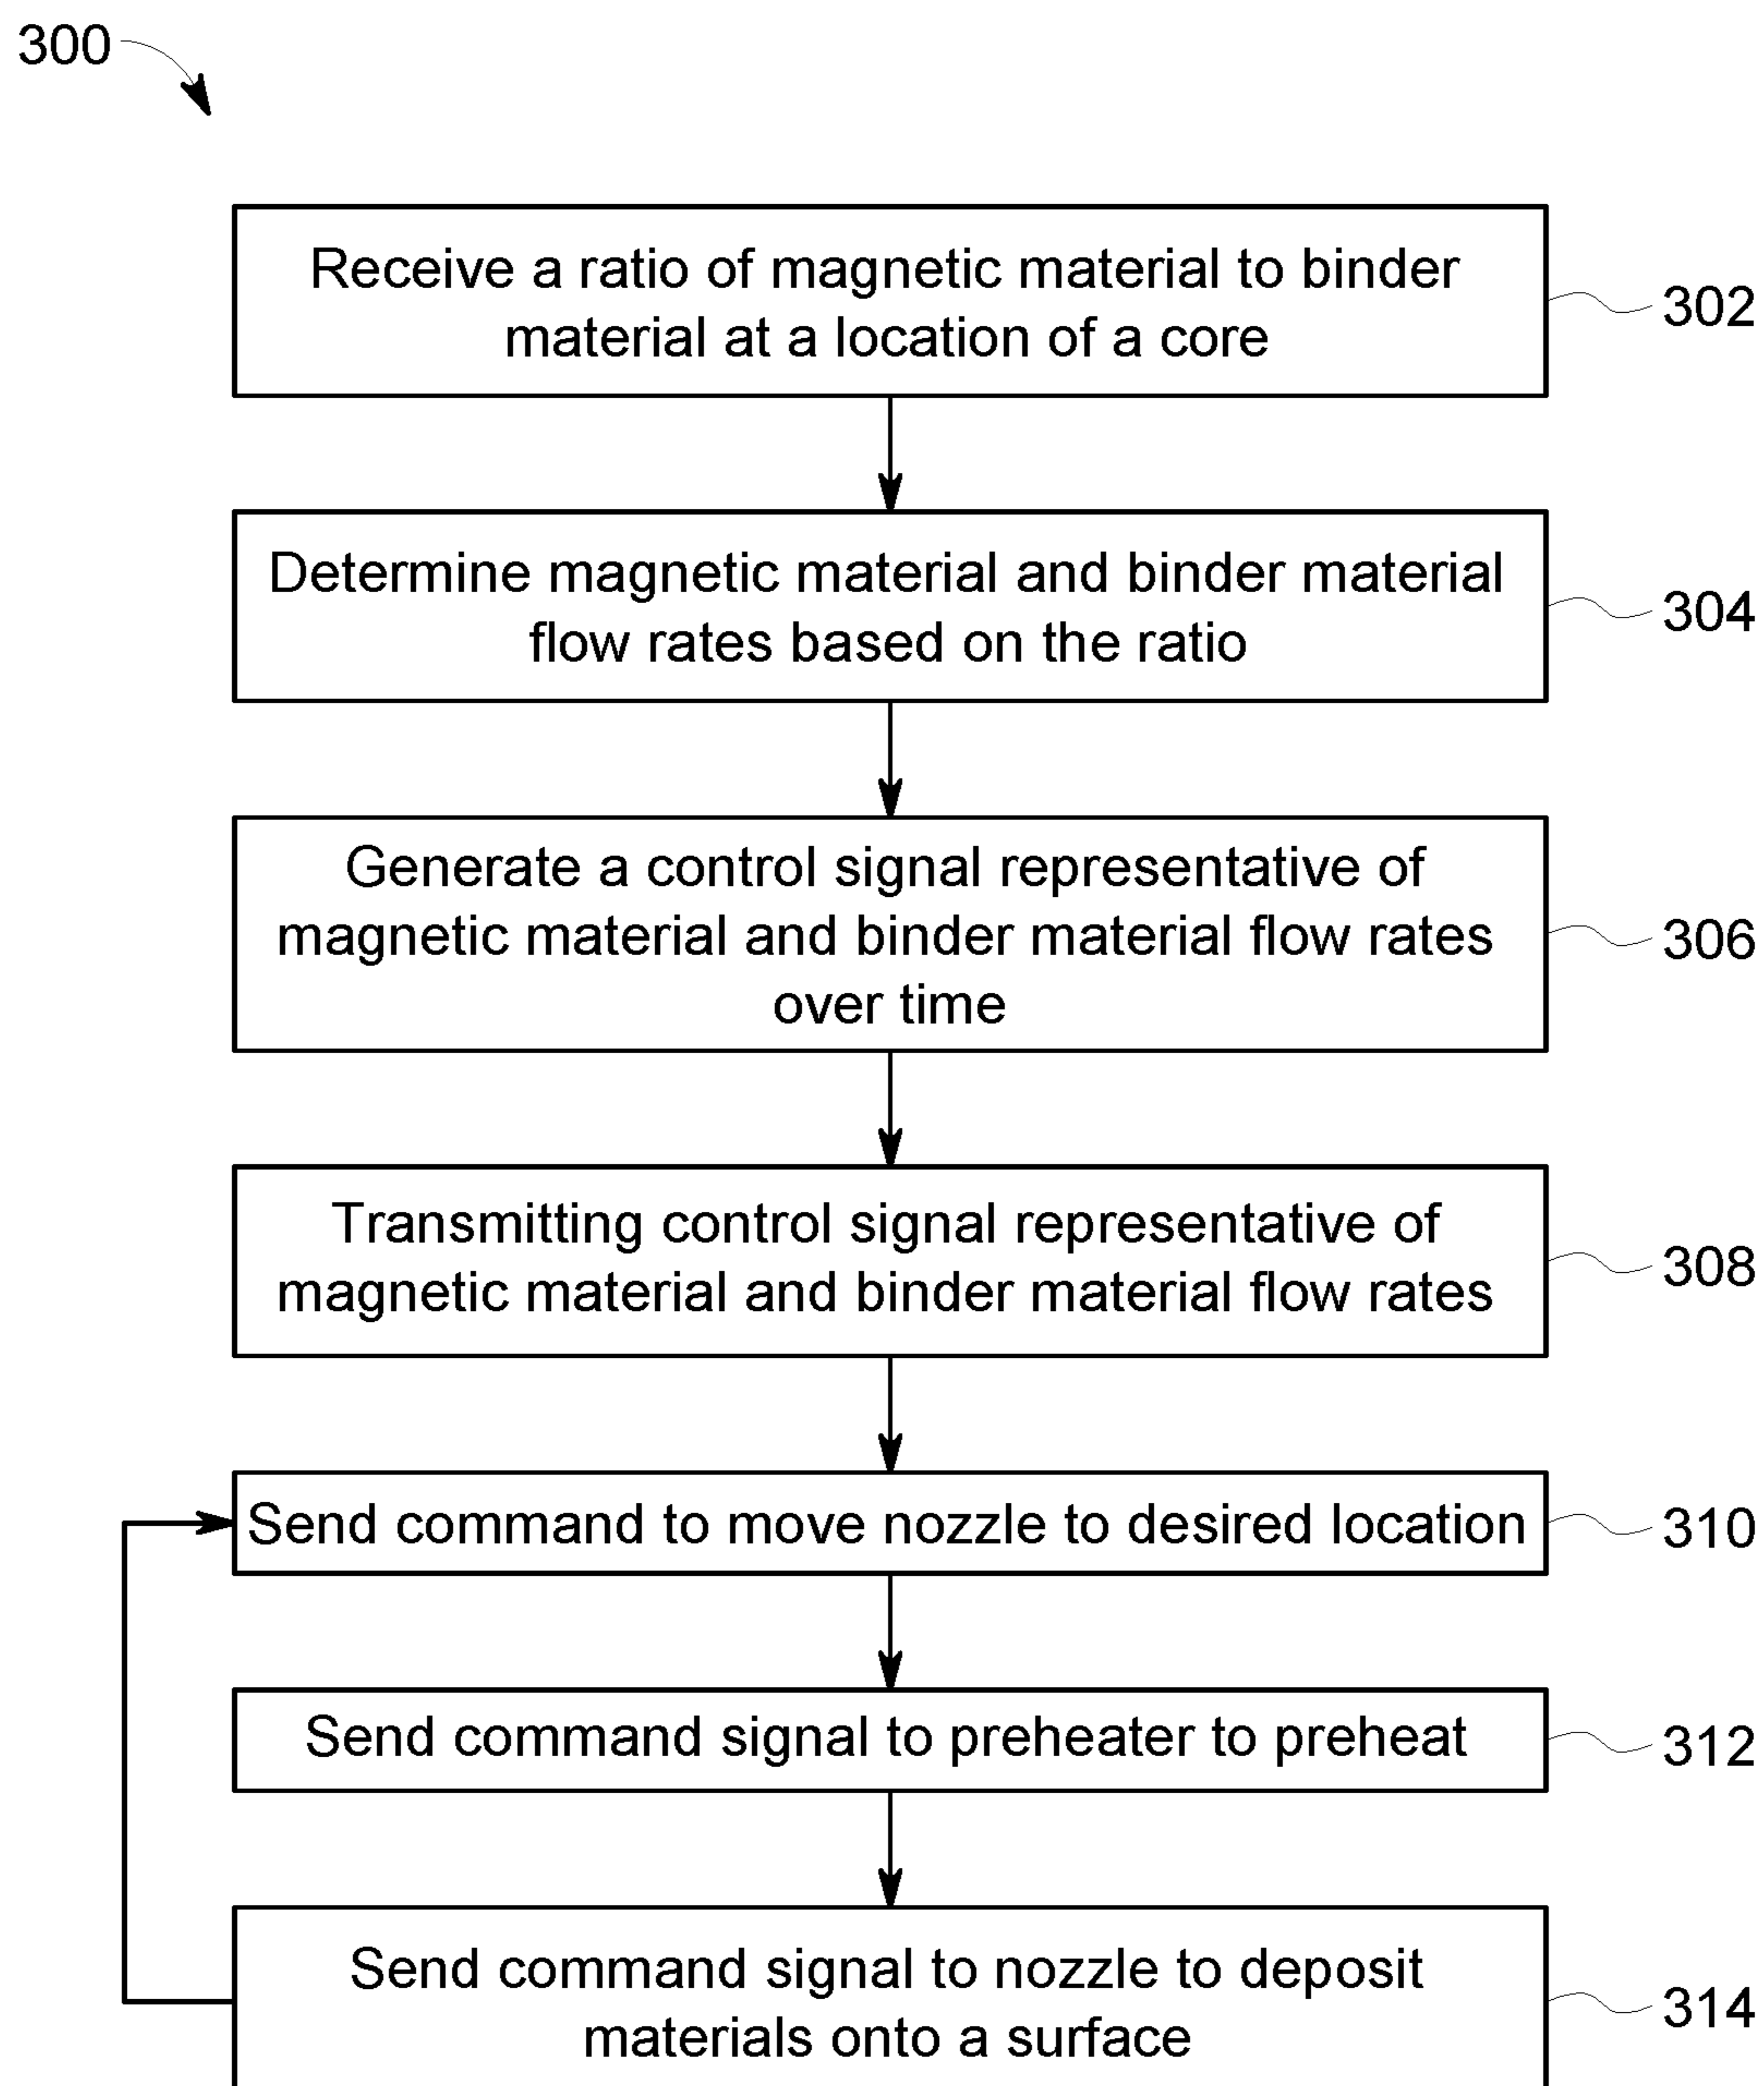 300
Receive a ratio of magnetic material to binder
material at a location of a core
302
Determine magnetic material and binder material
flow rates based on the ratio
304
Generate a control signal representative of
magnetic material and binder material flow rates
over time
306
Transmitting control signal representative of
magnetic material and binder material flow rates
308
Send command to move nozzle to desired location
310
Send command signal to preheater to preheat
312
Send command signal to nozzle to deposit
materials onto a surface
314